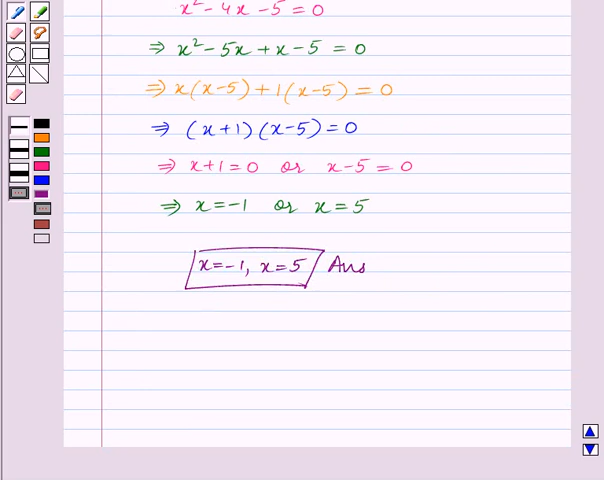 x² - 4x - 5 = 0
⇒ x² - 5x + x - 5 = 0
⇒ x(x-5) + 1(x-5) = 0
⇒ (x+1)(x-5) = 0
⇒ x+1 = 0 or x-5 = 0
⇒ x = -1 or x = 5
x = -1, x = 5 Ans